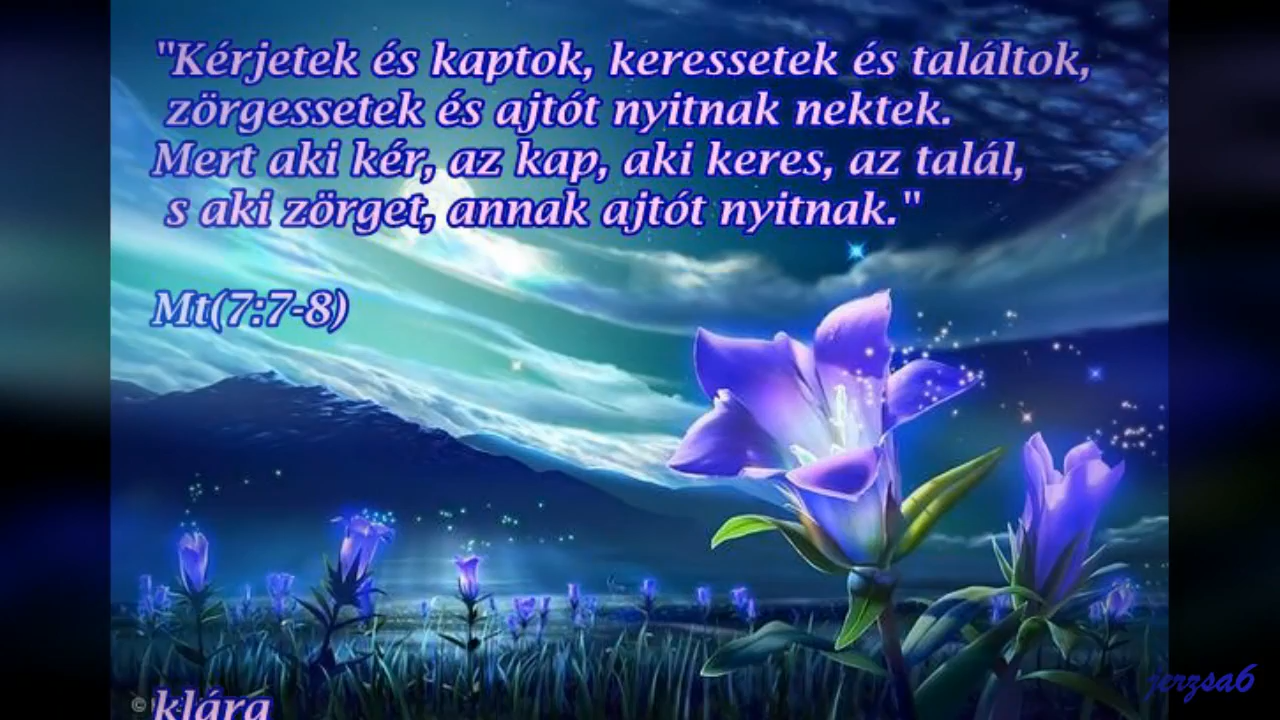 "Kérjetek és kaptok, keressetek és találtok,
zörgessetek és ajtót nyitnak nektek.
Mert aki kér, az kap, aki keres, az talál,
s aki zörget, annak ajtót nyitnak."
Mt(7:7-8)
© klára
jerzsa6